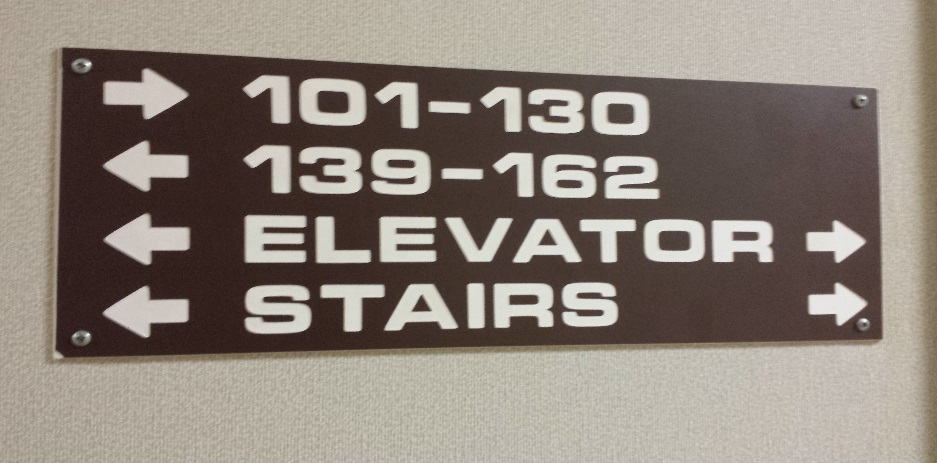 101-130
139-162
ELEVATOR
STAIRS